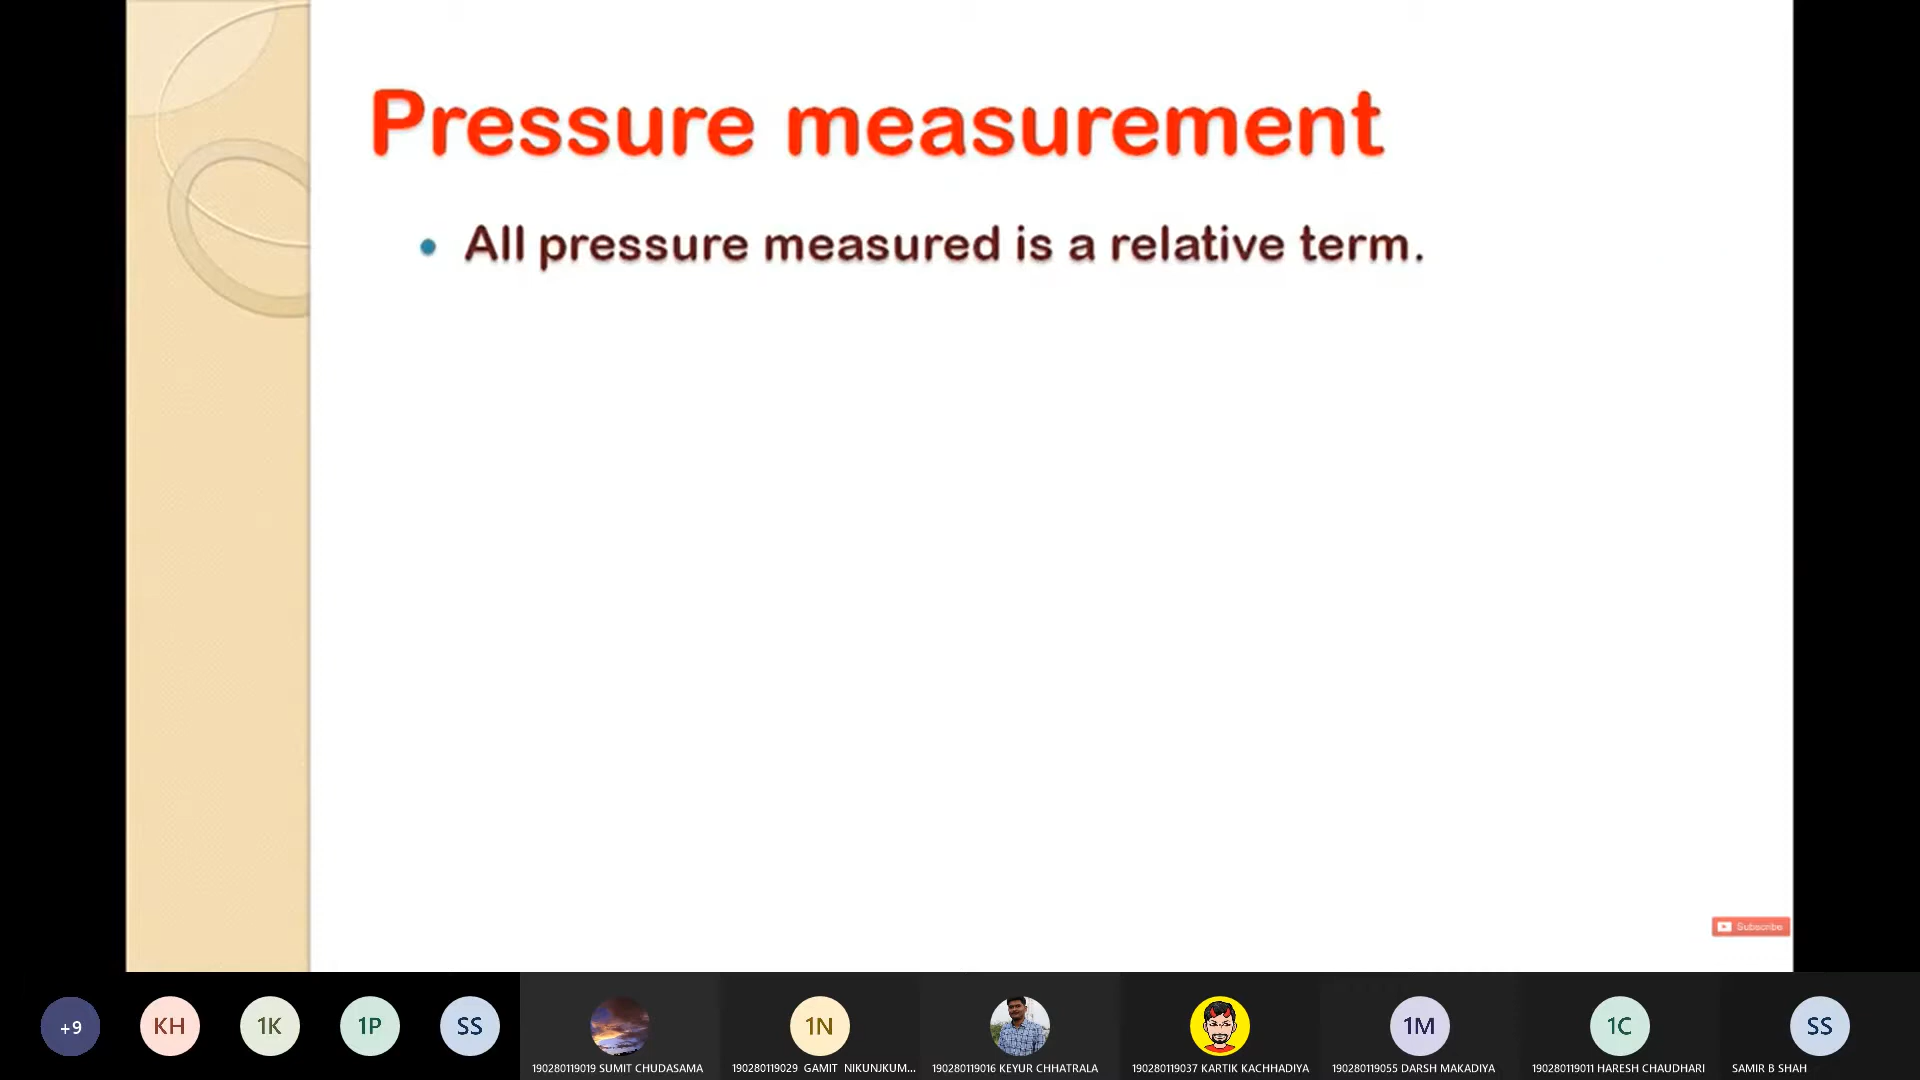 Pressure measurement
• All pressure measured is a relative term.
Subscribe
+9
KH
1K
1P
SS
1N
1M
1C
SS
190280119019 SUMIT CHUDASAMA
190280119029 GAMIT NIKUNJKUM...
190280119016 KEYUR CHHATRALA
190280119037 KARTIK KACHHADIYA
190280119055 DARSH MAKADIYA
190280119011 HARESH CHAUDHARI
SAMIR B SHAH